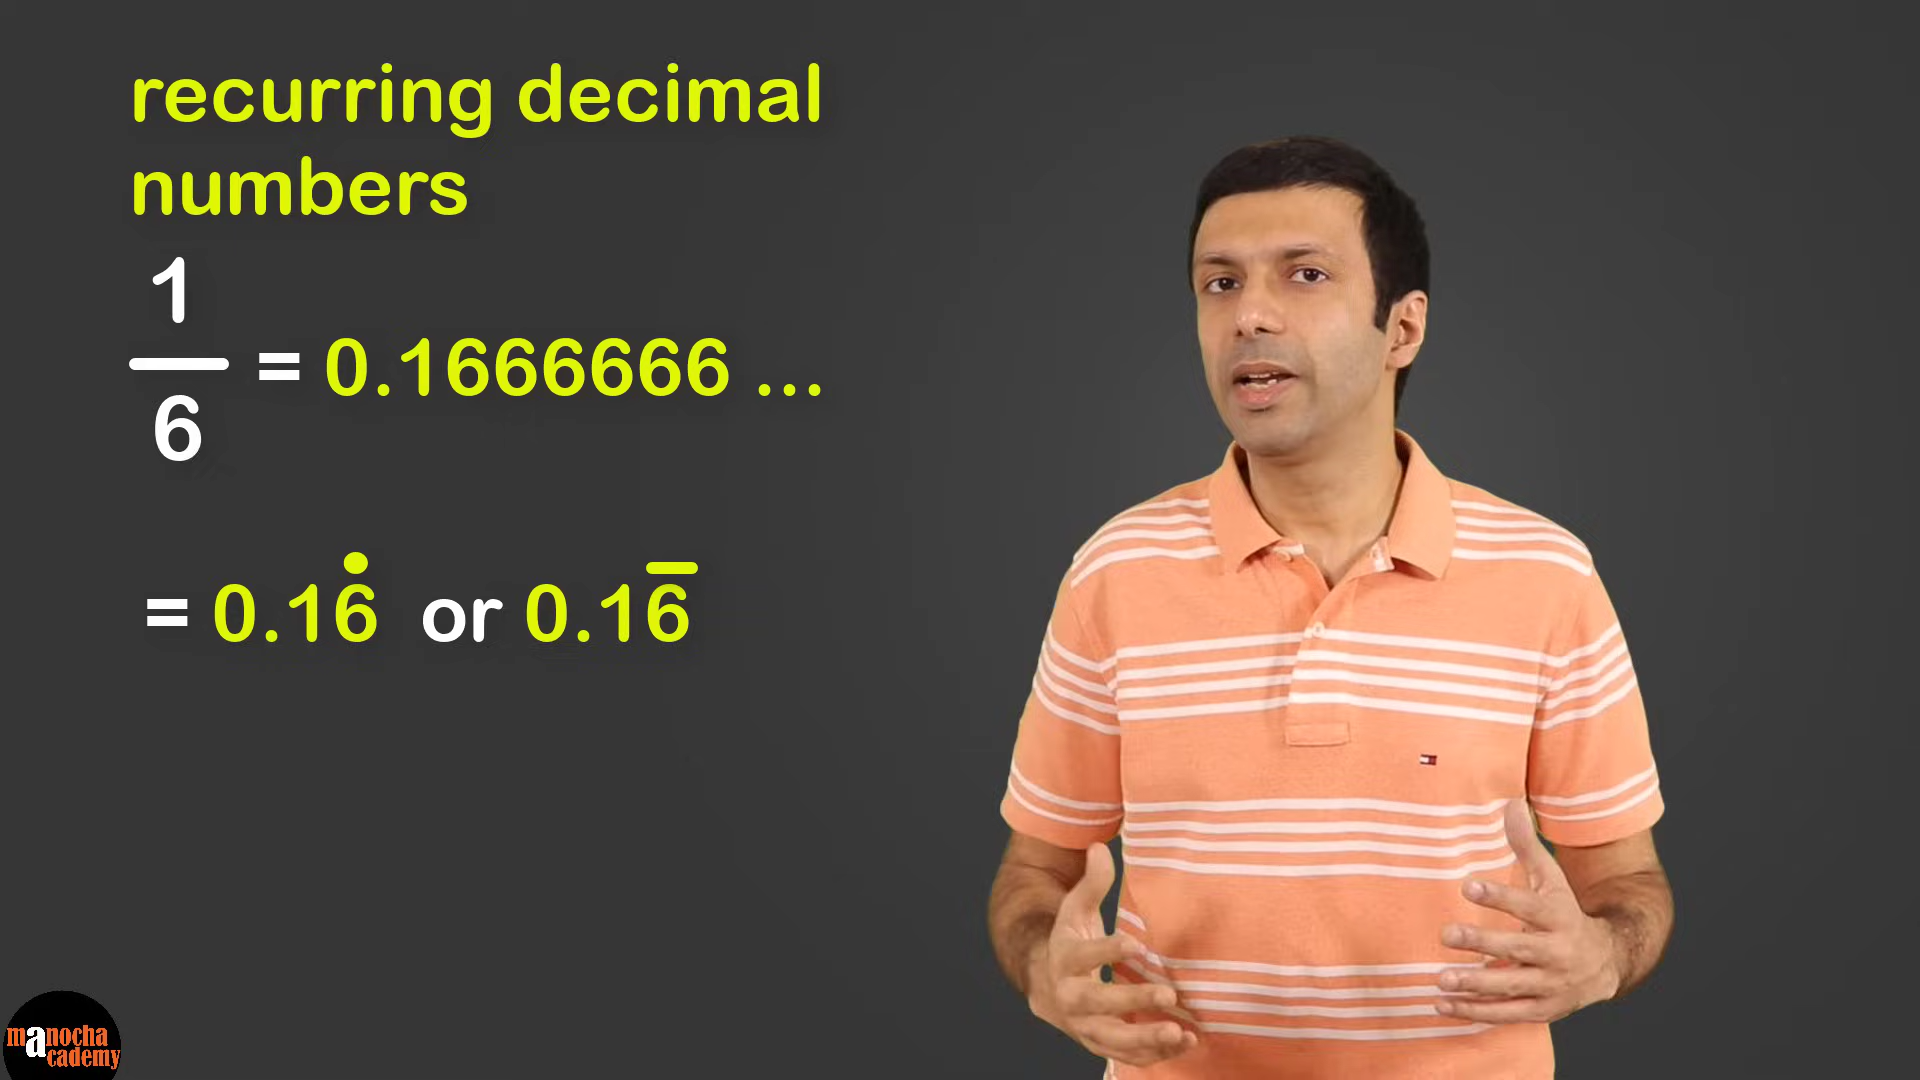 recurring decimal
numbers
1
6
= 0.1666666 ...
= 0.16̇ or 0.16̅
manocha
academy